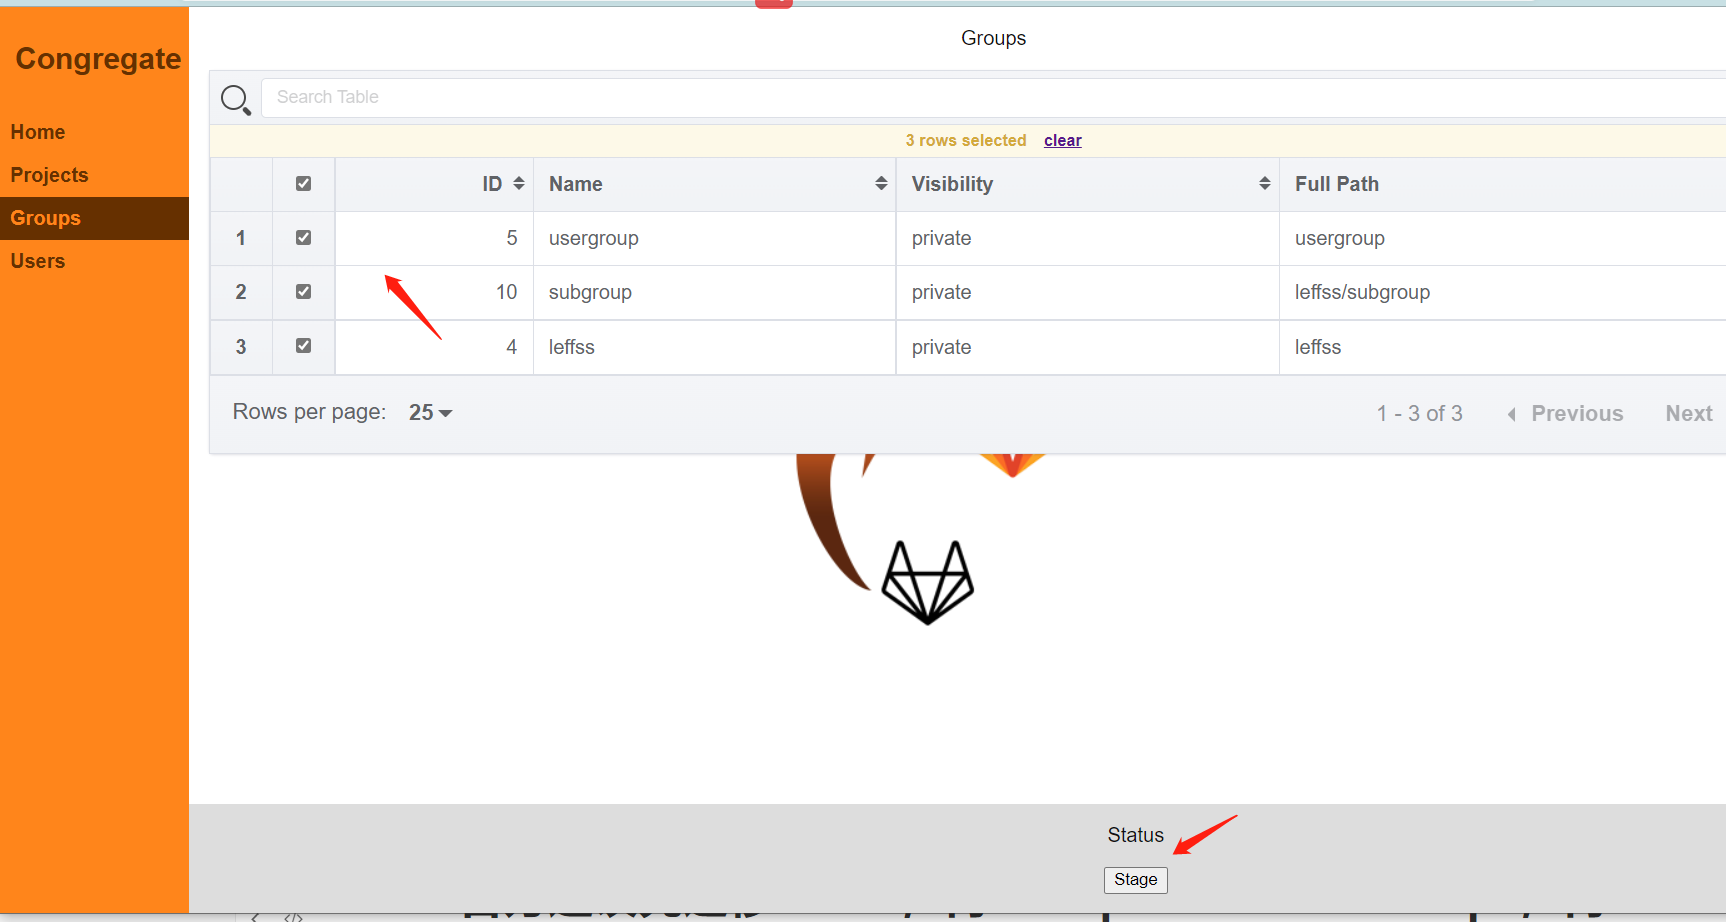 Congregate
Home
Projects
Groups
Users
Groups
Search Table
3 rows selected clear
ID Name Visibility Full Path
1 5 usergroup private usergroup
2 10 subgroup private leffss/subgroup
3 4 leffss private leffss
Rows per page: 25 1 - 3 of 3 Previous Next
Status
Stage